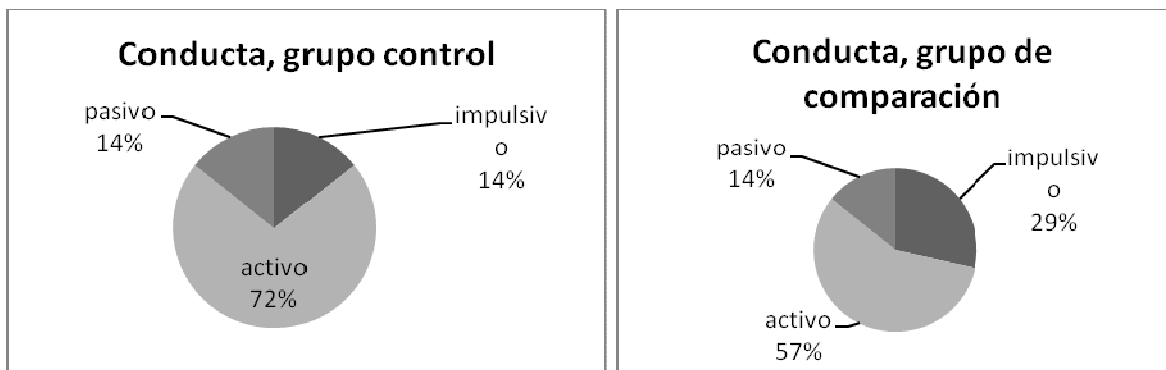 Conducta, grupo control
pasivo
14%
impulsiv
o
14%
activo
72%
Conducta, grupo de
comparación
pasivo
14%
impulsiv
o
29%
activo
57%